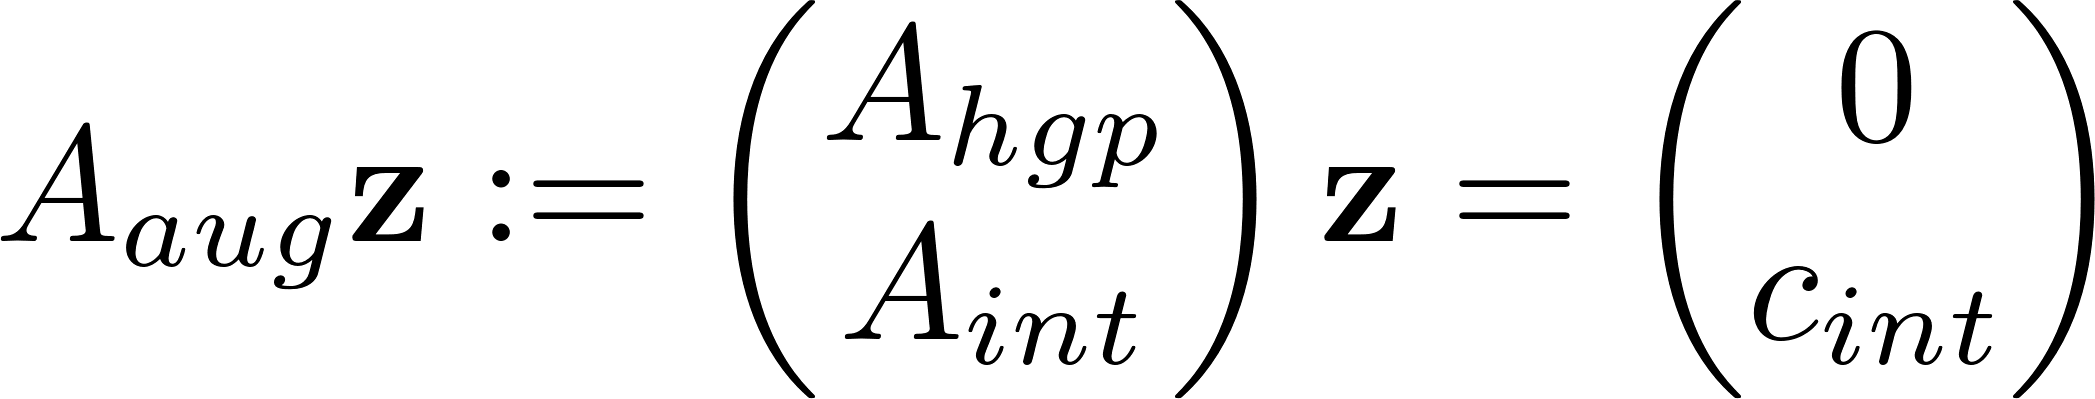 $A_{aug}\mathbf{z} := \begin{pmatrix} A_{hgp} \\ A_{int} \end{pmatrix} \mathbf{z} = \begin{pmatrix} 0 \\ c_{int} \end{pmatrix}$